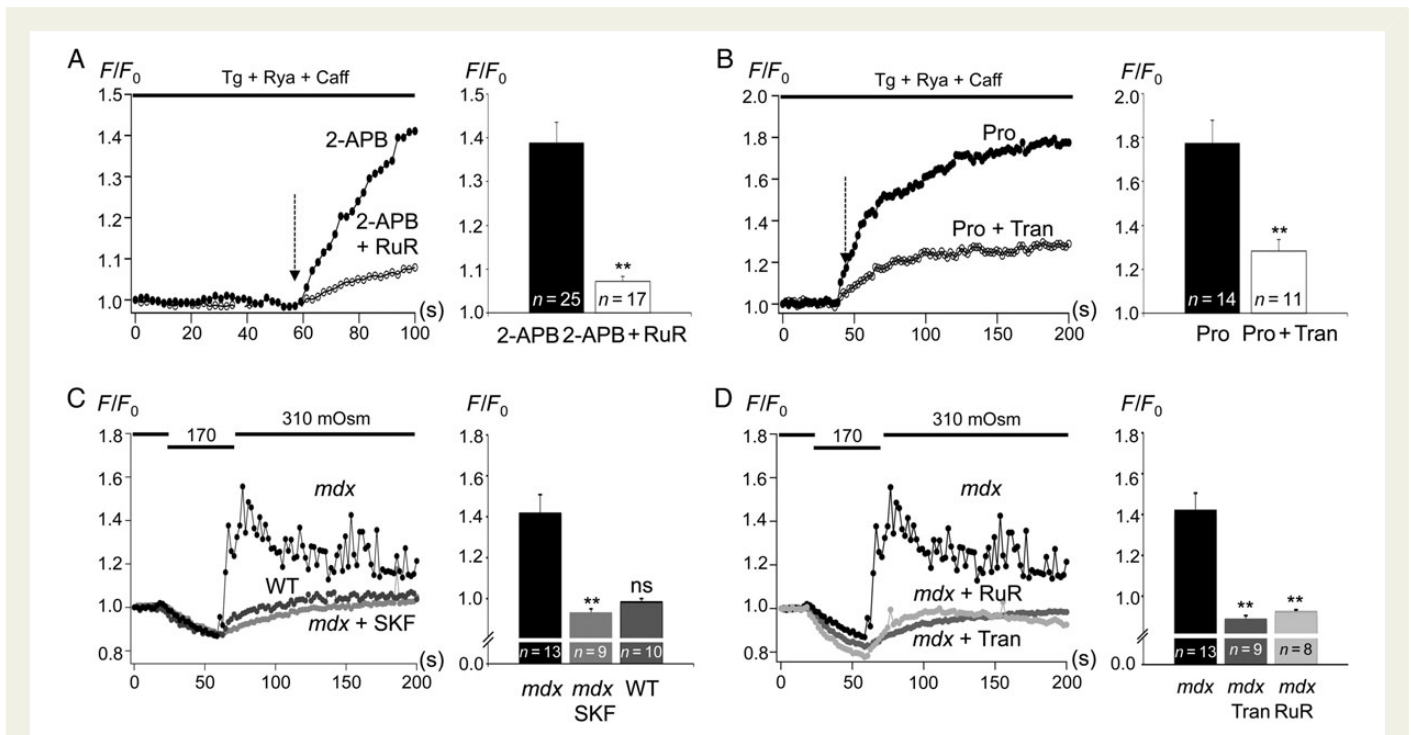 A
F/F0
Tg + Rya + Caff
1.5
1.4
1.3
1.2
1.1
1.0
2-APB
2-APB
+ RuR
0 20 40 60 80 100
(s)
F/F0
1.5
1.4
1.3
1.2
1.1
1.0
**
n = 25 n = 17
2-APB 2-APB + RuR
B
F/F0
Tg + Rya + Caff
2.0
1.8
1.6
1.4
1.2
1.0
Pro
Pro + Tran
0 50 100 150 200
(s)
F/F0
2.0
1.8
1.6
1.4
1.2
1.0
**
n = 14 n = 11
Pro Pro + Tran
C
F/F0
310 mOsm
170
1.8
1.6
1.4
1.2
1.0
0.8
mdx
WT
mdx + SKF
0 50 100 150 200
(s)
F/F0
1.8
1.6
1.4
1.2
1.0
0.0
** ns
n = 13 n = 9 n = 10
mdx mdx WT
SKF
D
F/F0
310 mOsm
170
1.8
1.6
1.4
1.2
1.0
0.8
mdx
mdx + RuR
mdx + Tran
0 50 100 150 200
(s)
F/F0
1.8
1.6
1.4
1.2
1.0
0.0
** **
n = 13 n = 9 n = 8
mdx mdx mdx
Tran RuR